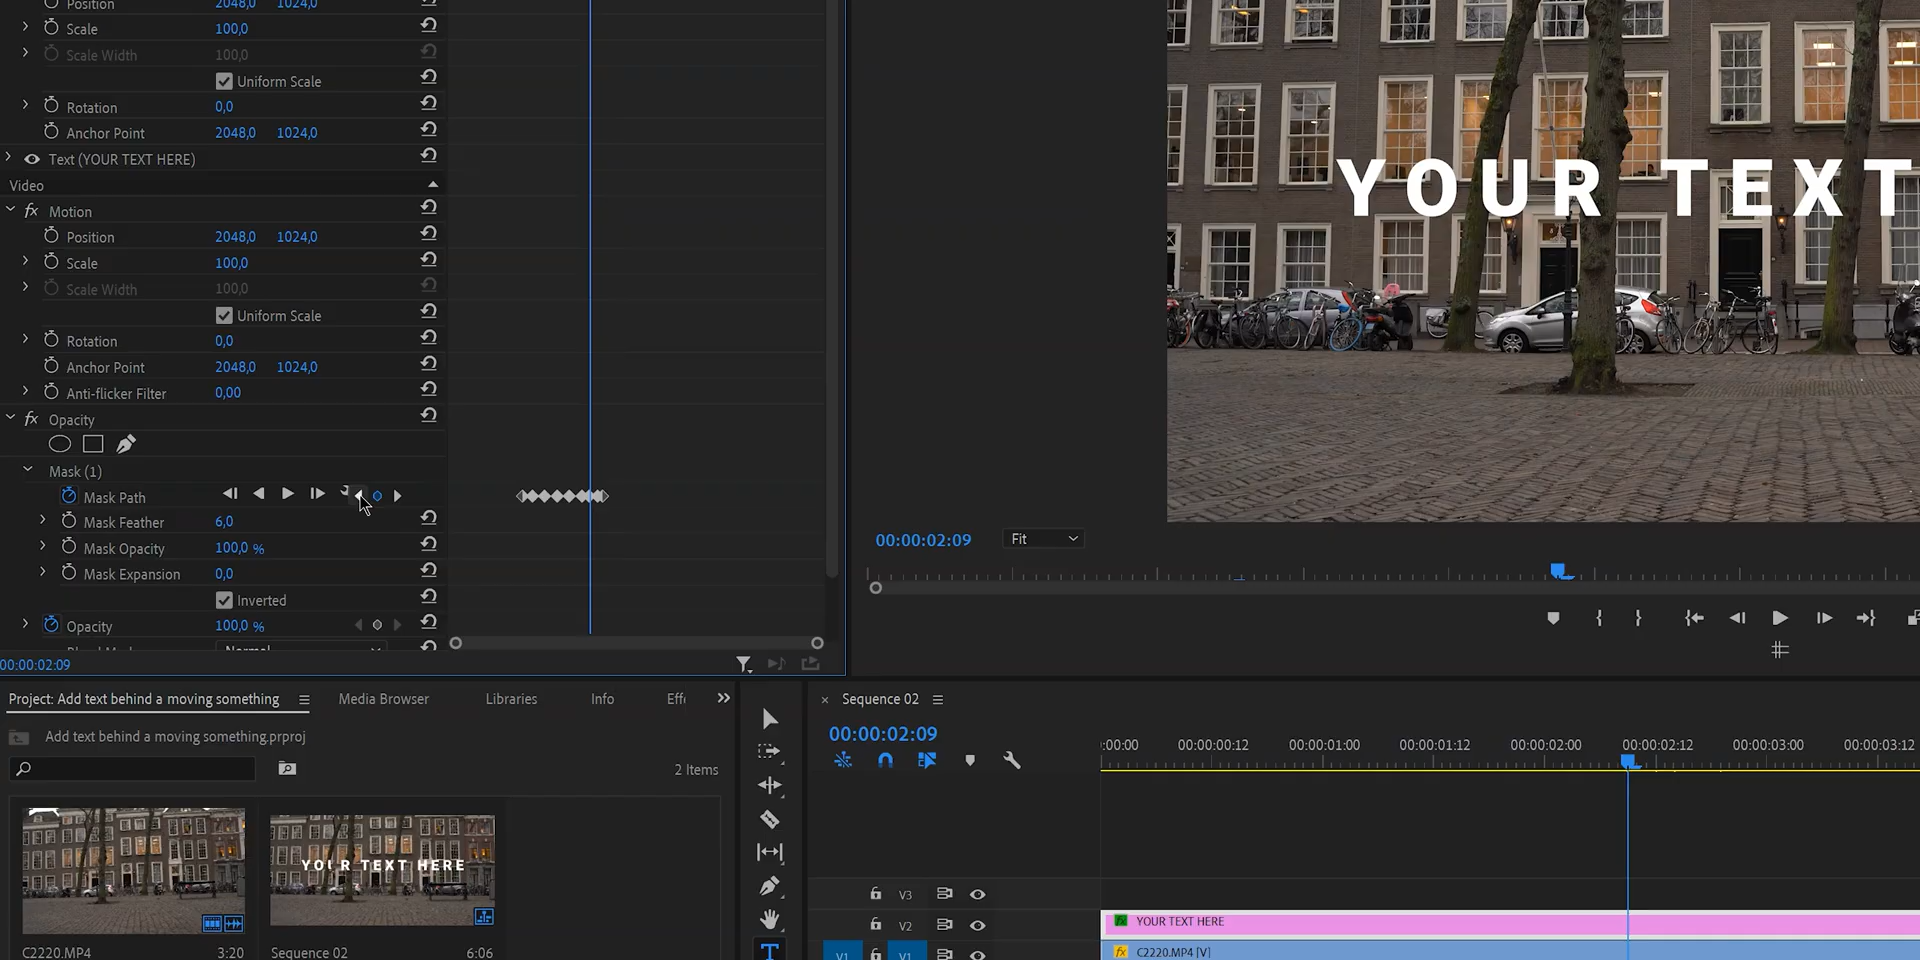 Position 2048,0 1024,0
Scale 100,0
Scale Width 100,0
Uniform Scale
Rotation 0,0
Anchor Point 2048,0 1024,0
Text (YOUR TEXT HERE)
Video
fx Motion
Position 2048,0 1024,0
Scale 100,0
Scale Width 100,0
Uniform Scale
Rotation 0,0
Anchor Point 2048,0 1024,0
Anti-flicker Filter 0,00
fx Opacity
Mask (1)
Mask Path
Mask Feather 6,0
Mask Opacity 100,0 %
Mask Expansion 0,0
Inverted
Opacity 100,0 %
Normal
00:00:02:09
YOUR TEXT
00:00:02:09 Fit
Project: Add text behind a moving something Media Browser Libraries Info Effe
Add text behind a moving something.prproj
2 Items
YOUR TEXT HERE
C2220.MP4 3:20
Sequence 02 6:06
× Sequence 02
00:00:02:09
:00:00 00:00:00:12 00:00:01:00 00:00:01:12 00:00:02:00 00:00:02:12 00:00:03:00 00:00:03:12
V3
V2 fx YOUR TEXT HERE
V1 V1 fx C2220.MP4 [V]